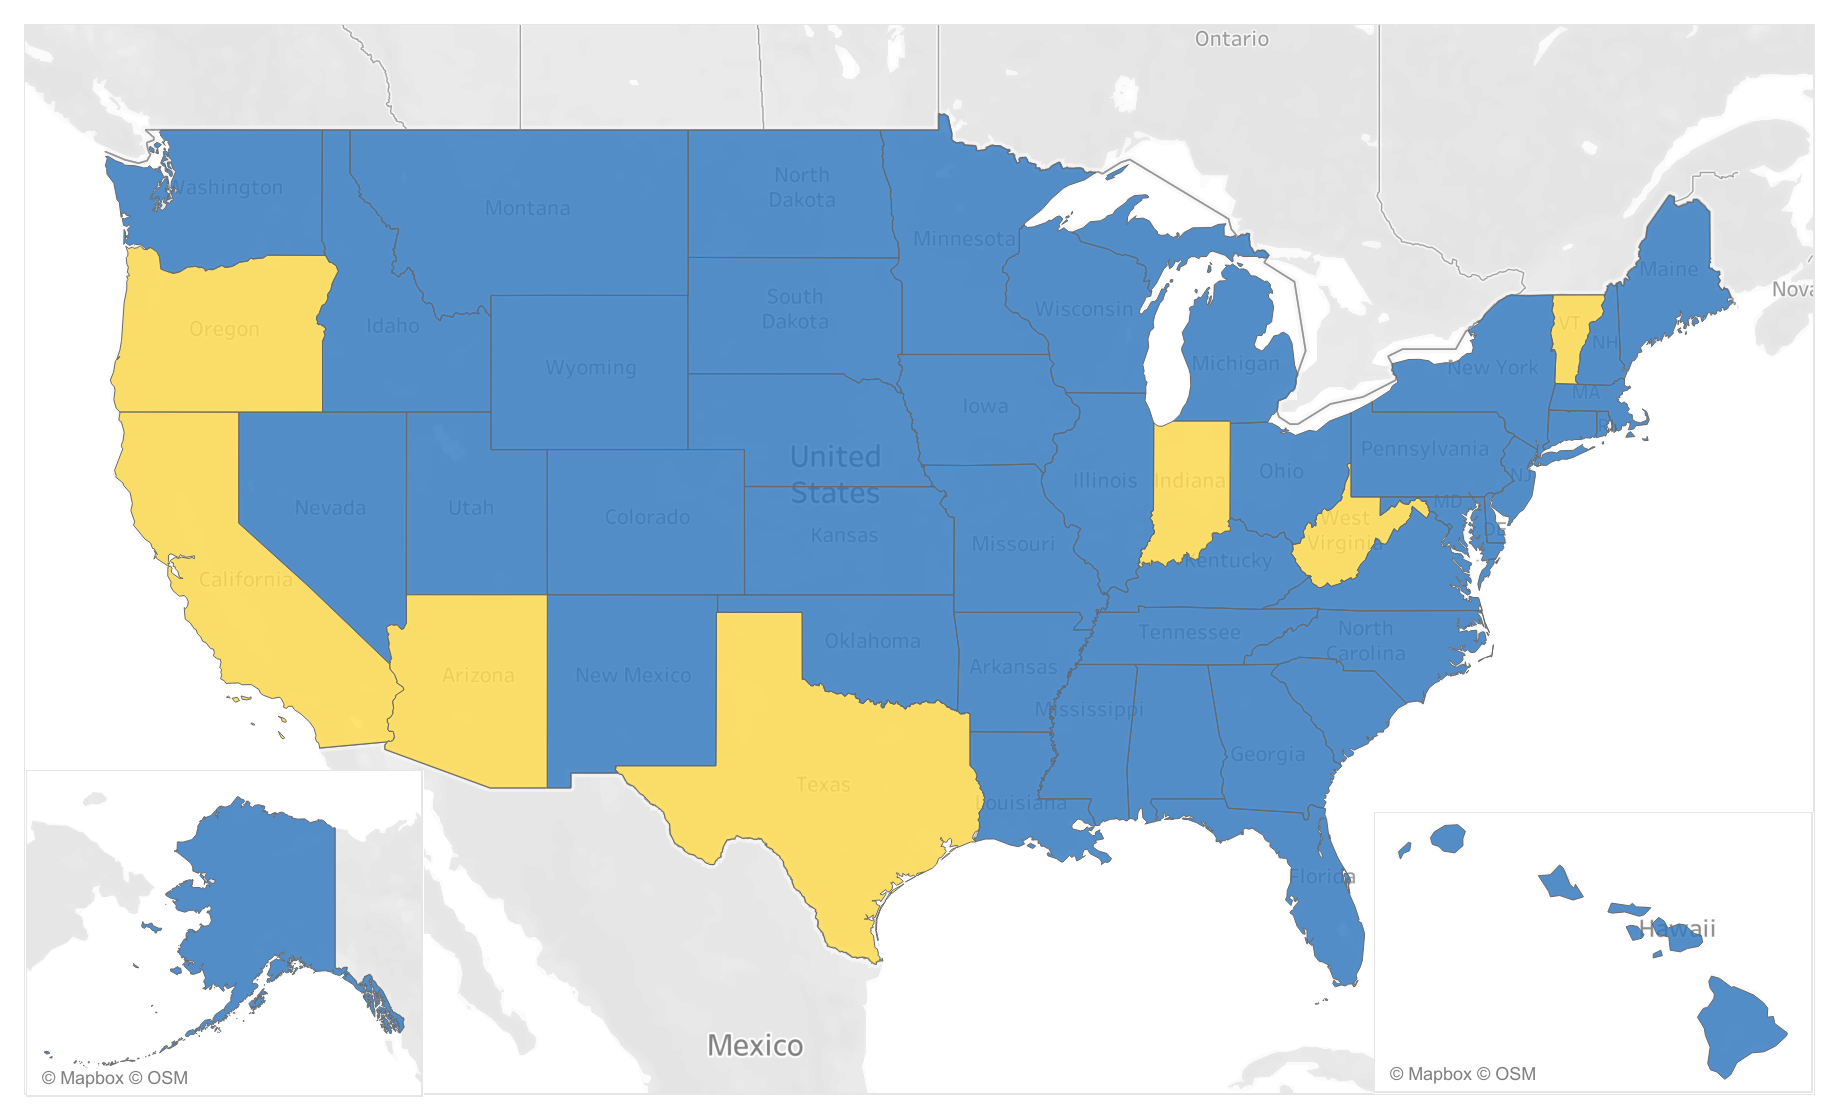 Ontario
North
Dakota
Washington
Montana
Minnesota
Maine
Nova
South
Dakota
Wisconsin
Oregon
Idaho
VT
NH
Wyoming
Michigan
New York
MA
Iowa
United
States
Pennsylvania
Ohio
Illinois
Indiana
NJ
Nevada
Utah
Colorado
Kansas
Missouri
West
Virginia
MD
DE
Kentucky
California
Oklahoma
Tennessee
North
Carolina
Arizona
New Mexico
Arkansas
Mississippi
Georgia
Texas
Louisiana
Florida
Hawaii
Mexico
© Mapbox © OSM
© Mapbox © OSM